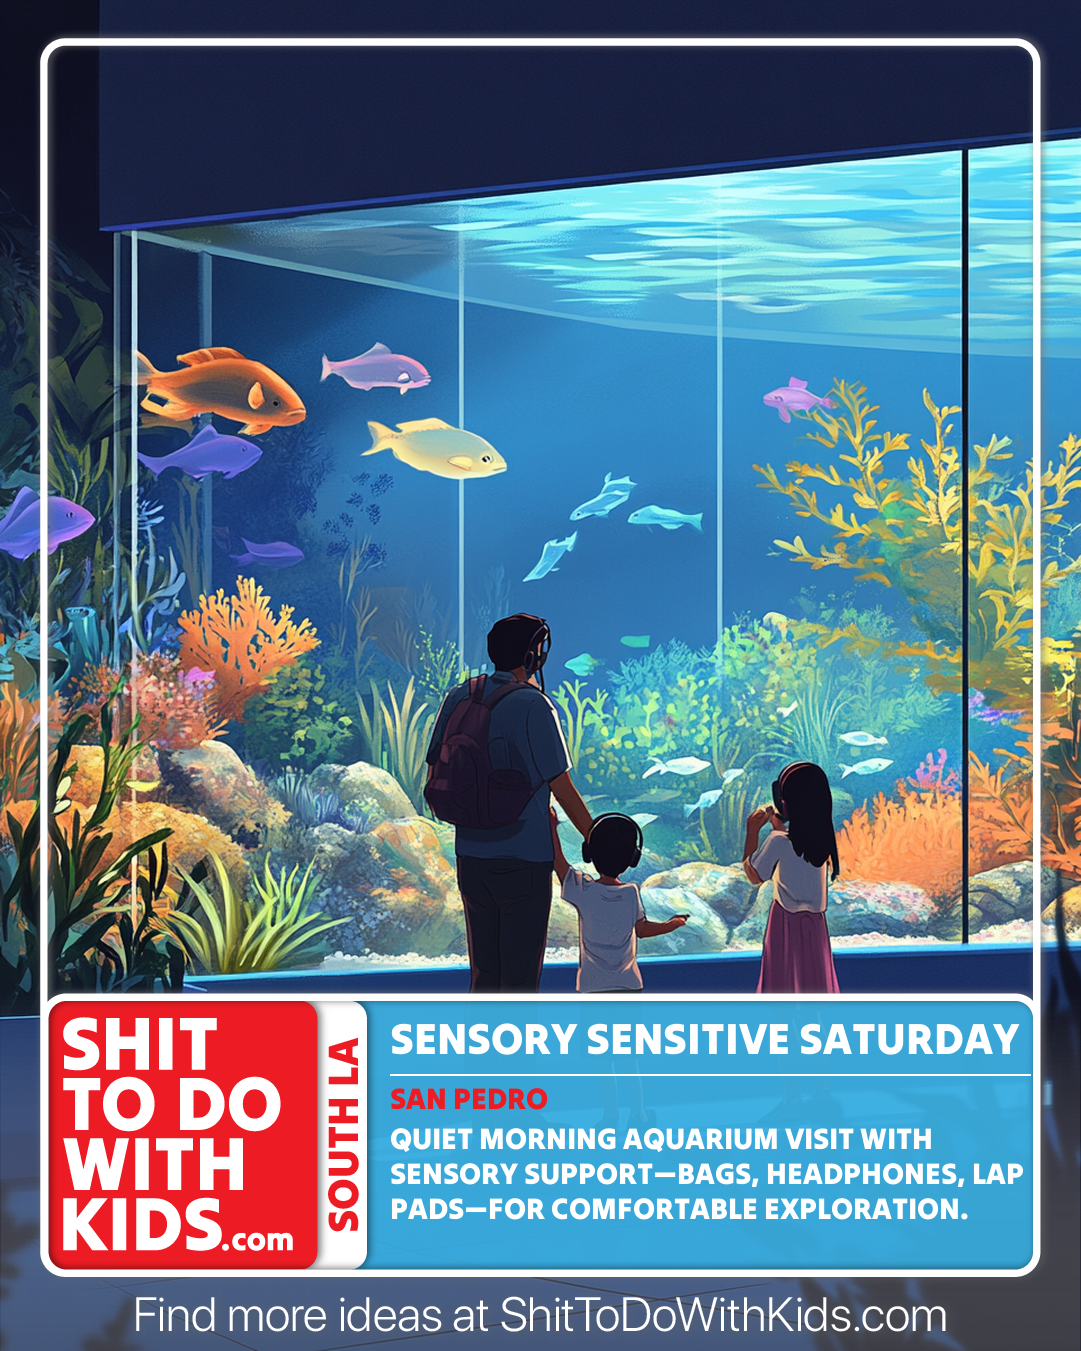 SHIT
TO DO
WITH
KIDS.com
SOUTH LA
SENSORY SENSITIVE SATURDAY
SAN PEDRO
QUIET MORNING AQUARIUM VISIT WITH
SENSORY SUPPORT—BAGS, HEADPHONES, LAP
PADS—FOR COMFORTABLE EXPLORATION.
Find more ideas at ShitToDoWithKids.com